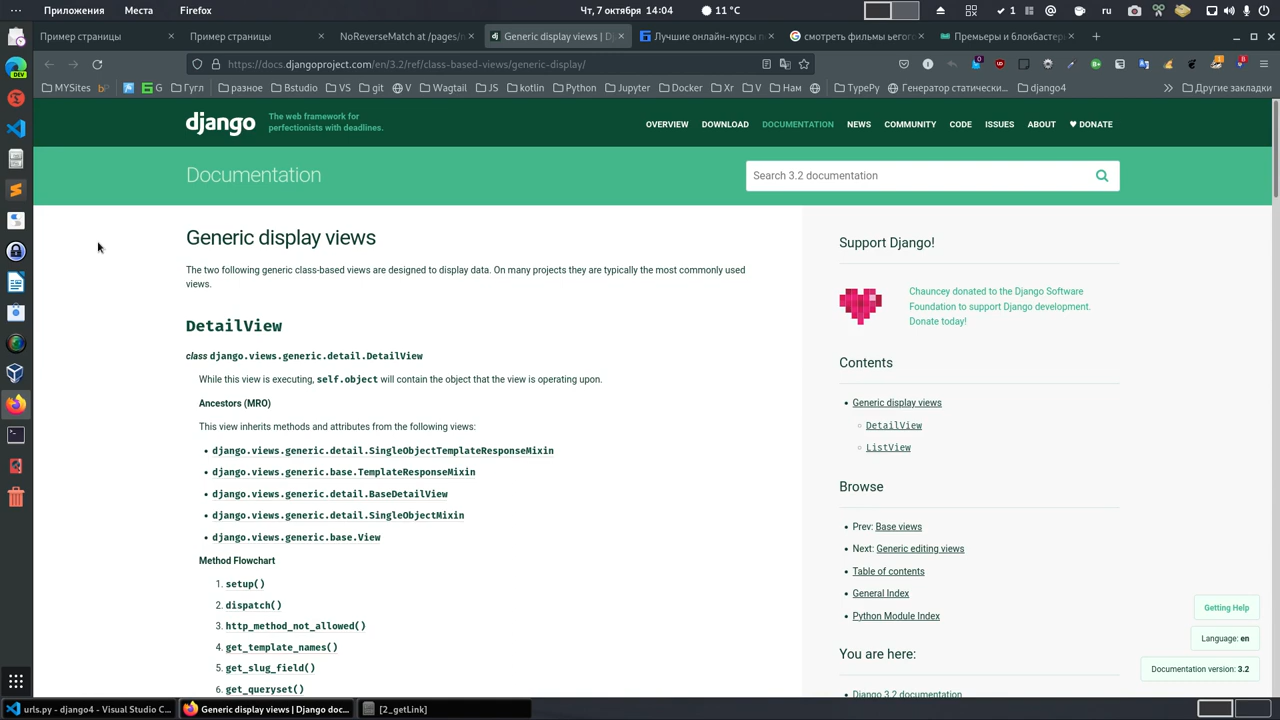 Приложения Места Firefox Чт, 7 октября 14:04 11 °C 1 ru
Пример страницы Пример страницы NoReverseMatch at /pages/ Generic display views | D Лучшие онлайн-курсы смотреть фильмы Премьеры и блокбастеры
https://docs.djangoproject.com/en/3.2/ref/class-based-views/generic-display/
MYSites G Гугл разное Bstudio VS git V Wagtail JS kotlin Python Jupyter Docker Xr V Нам TypePy Генератор статически... django4 Другие закладки
django
The web framework for
perfectionists with deadlines.
OVERVIEW DOWNLOAD DOCUMENTATION NEWS COMMUNITY CODE ISSUES ABOUT ♥ DONATE
Documentation
Search 3.2 documentation
Generic display views
The two following generic class-based views are designed to display data. On many projects they are typically the most commonly used
views.
DetailView
class django.views.generic.detail.DetailView
While this view is executing, self.object will contain the object that the view is operating upon.
Ancestors (MRO)
This view inherits methods and attributes from the following views:
• django.views.generic.detail.SingleObjectTemplateResponseMixin
• django.views.generic.base.TemplateResponseMixin
• django.views.generic.detail.BaseDetailView
• django.views.generic.detail.SingleObjectMixin
• django.views.generic.base.View
Method Flowchart
1. setup()
2. dispatch()
3. http_method_not_allowed()
4. get_template_names()
5. get_slug_field()
6. get_queryset()
Support Django!
Chauncey donated to the Django Software
Foundation to support Django development.
Donate today!
Contents
• Generic display views
◦ DetailView
◦ ListView
Browse
• Prev: Base views
• Next: Generic editing views
• Table of contents
• General Index
• Python Module Index
You are here:
• Django 3.2 documentation
Getting Help
Language: en
Documentation version: 3.2
urls.py - django4 - Visual Studio C... Generic display views | Django doc... [2_getLink]